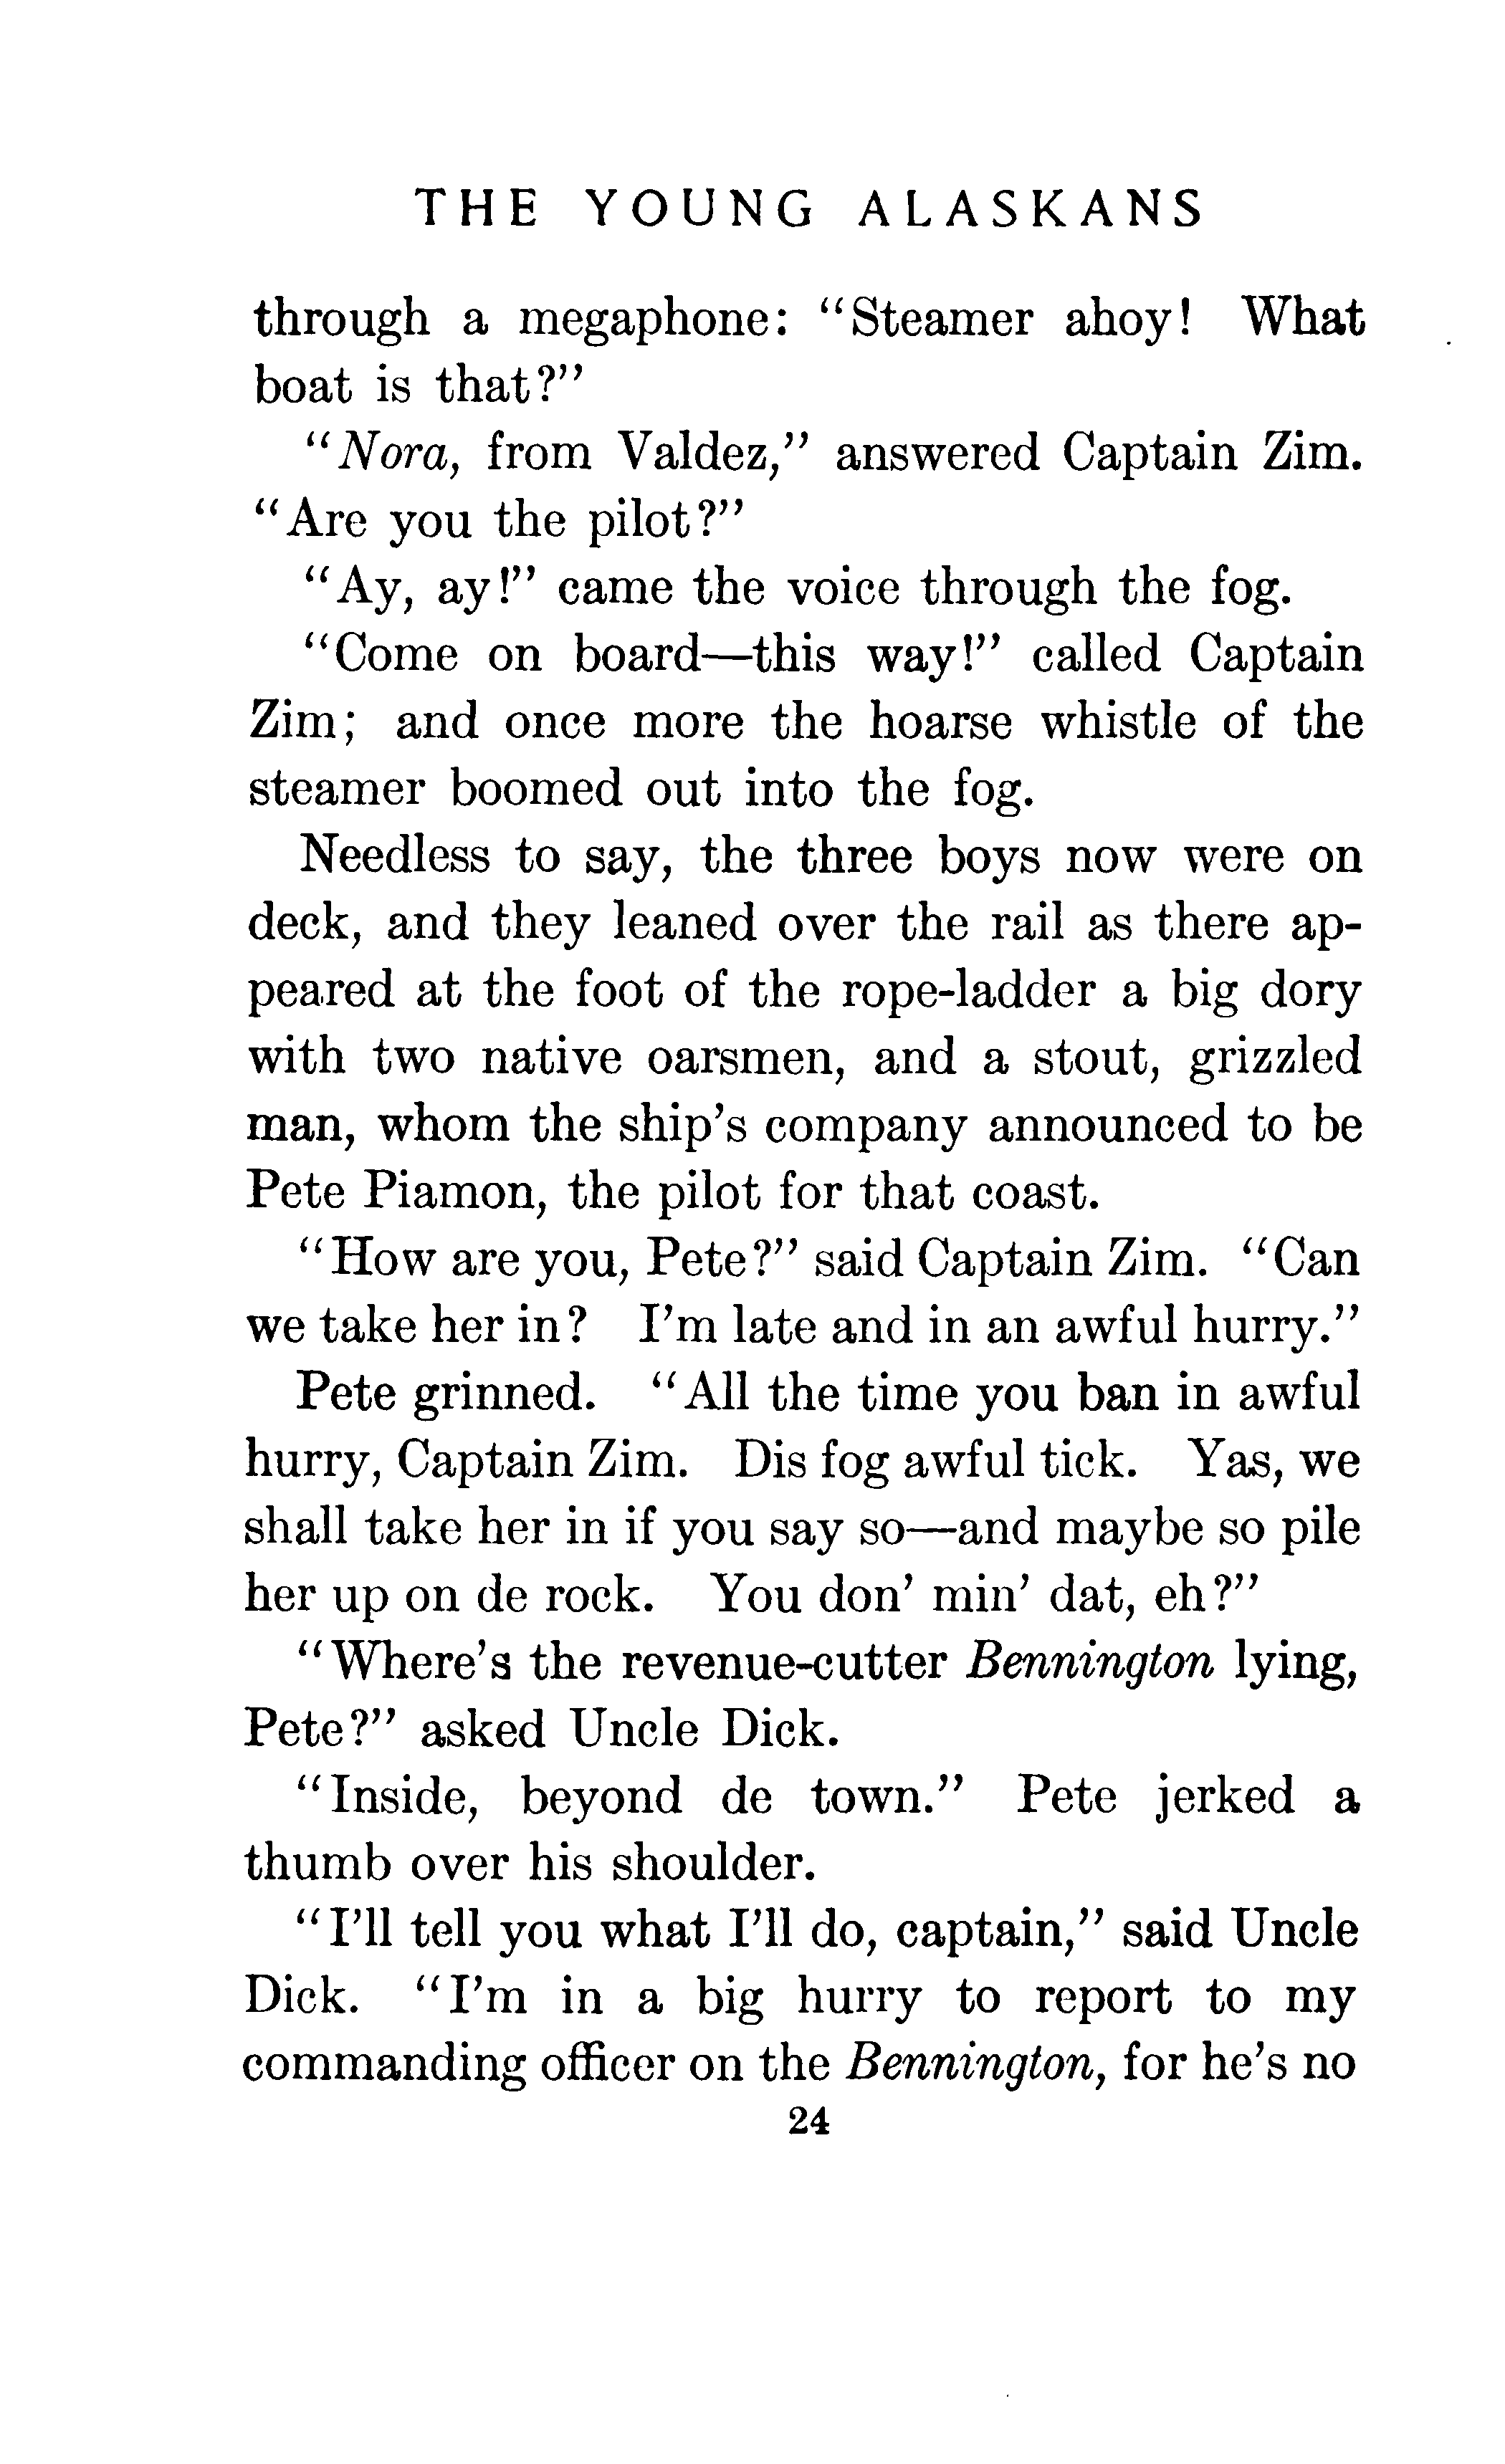 THE YOUNG ALASKANS
through a megaphone: "Steamer ahoy! What
boat is that?"
"Nora, from Valdez," answered Captain Zim.
"Are you the pilot?"
"Ay, ay!" came the voice through the fog.
"Come on board—this way!" called Captain
Zim; and once more the hoarse whistle of the
steamer boomed out into the fog.
Needless to say, the three boys now were on
deck, and they leaned over the rail as there ap-
peared at the foot of the rope-ladder a big dory
with two native oarsmen, and a stout, grizzled
man, whom the ship's company announced to be
Pete Piamon, the pilot for that coast.
"How are you, Pete?" said Captain Zim. "Can
we take her in? I'm late and in an awful hurry."
Pete grinned. "All the time you ban in awful
hurry, Captain Zim. Dis fog awful tick. Yas, we
shall take her in if you say so—and maybe so pile
her up on de rock. You don' min' dat, eh?"
"Where's the revenue-cutter Bennington lying,
Pete?" asked Uncle Dick.
"Inside, beyond de town." Pete jerked a
thumb over his shoulder.
"I'll tell you what I'll do, captain," said Uncle
Dick. "I'm in a big hurry to report to my
commanding officer on the Bennington, for he's no
24